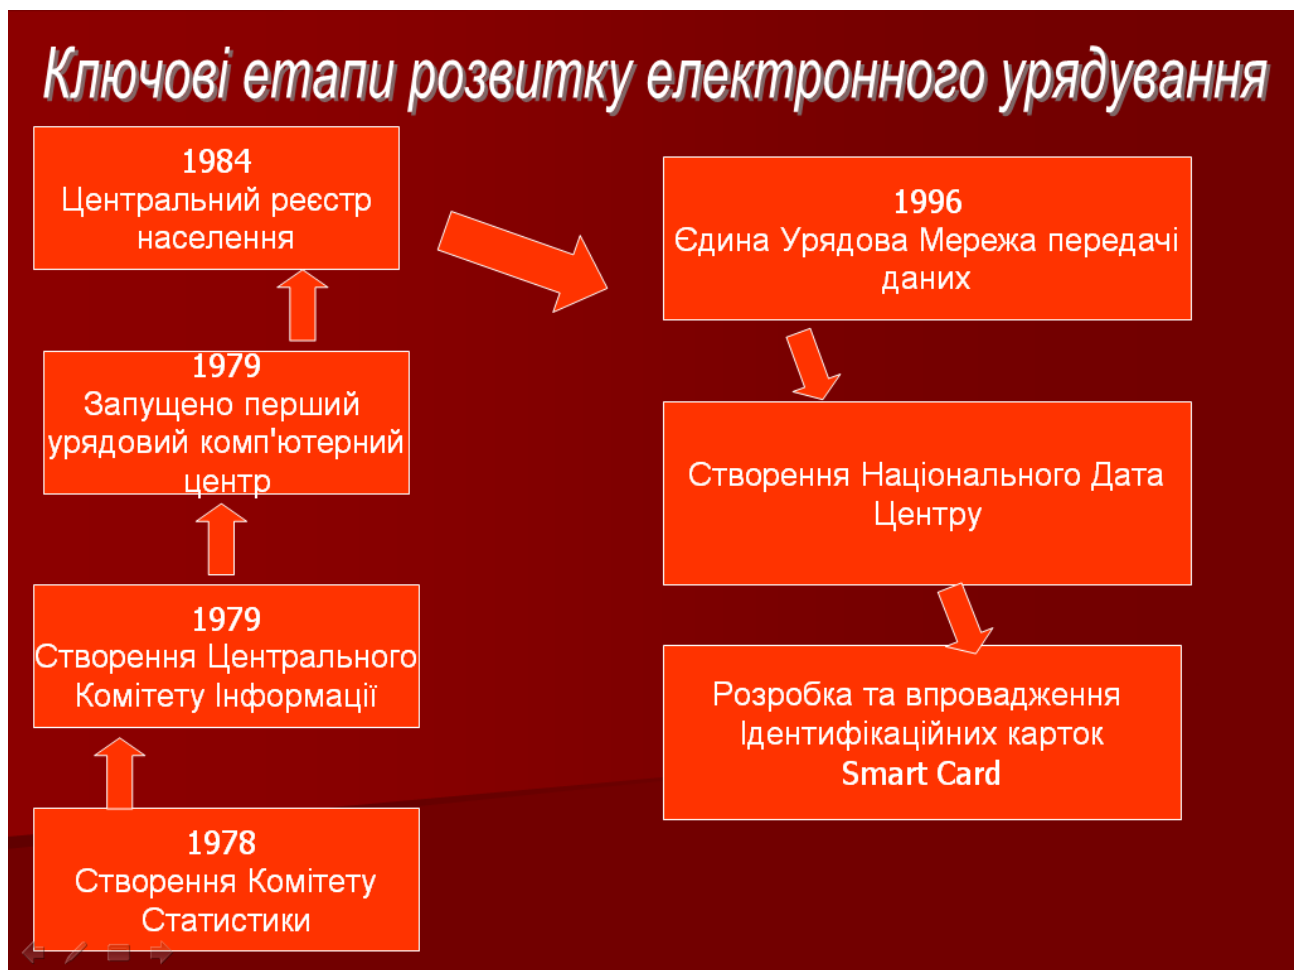 Ключові етапи розвитку електронного урядування
1984
Центральний реєстр
населення
1979
Запущено перший
урядовий комп'ютерний
центр
1979
Створення Центрального
Комітету Інформації
1978
Створення Комітету
Статистики
1996
Єдина Урядова Мережа передачі
даних
Створення Національного Дата
Центру
Розробка та впровадження
Ідентифікаційних карток
Smart Card